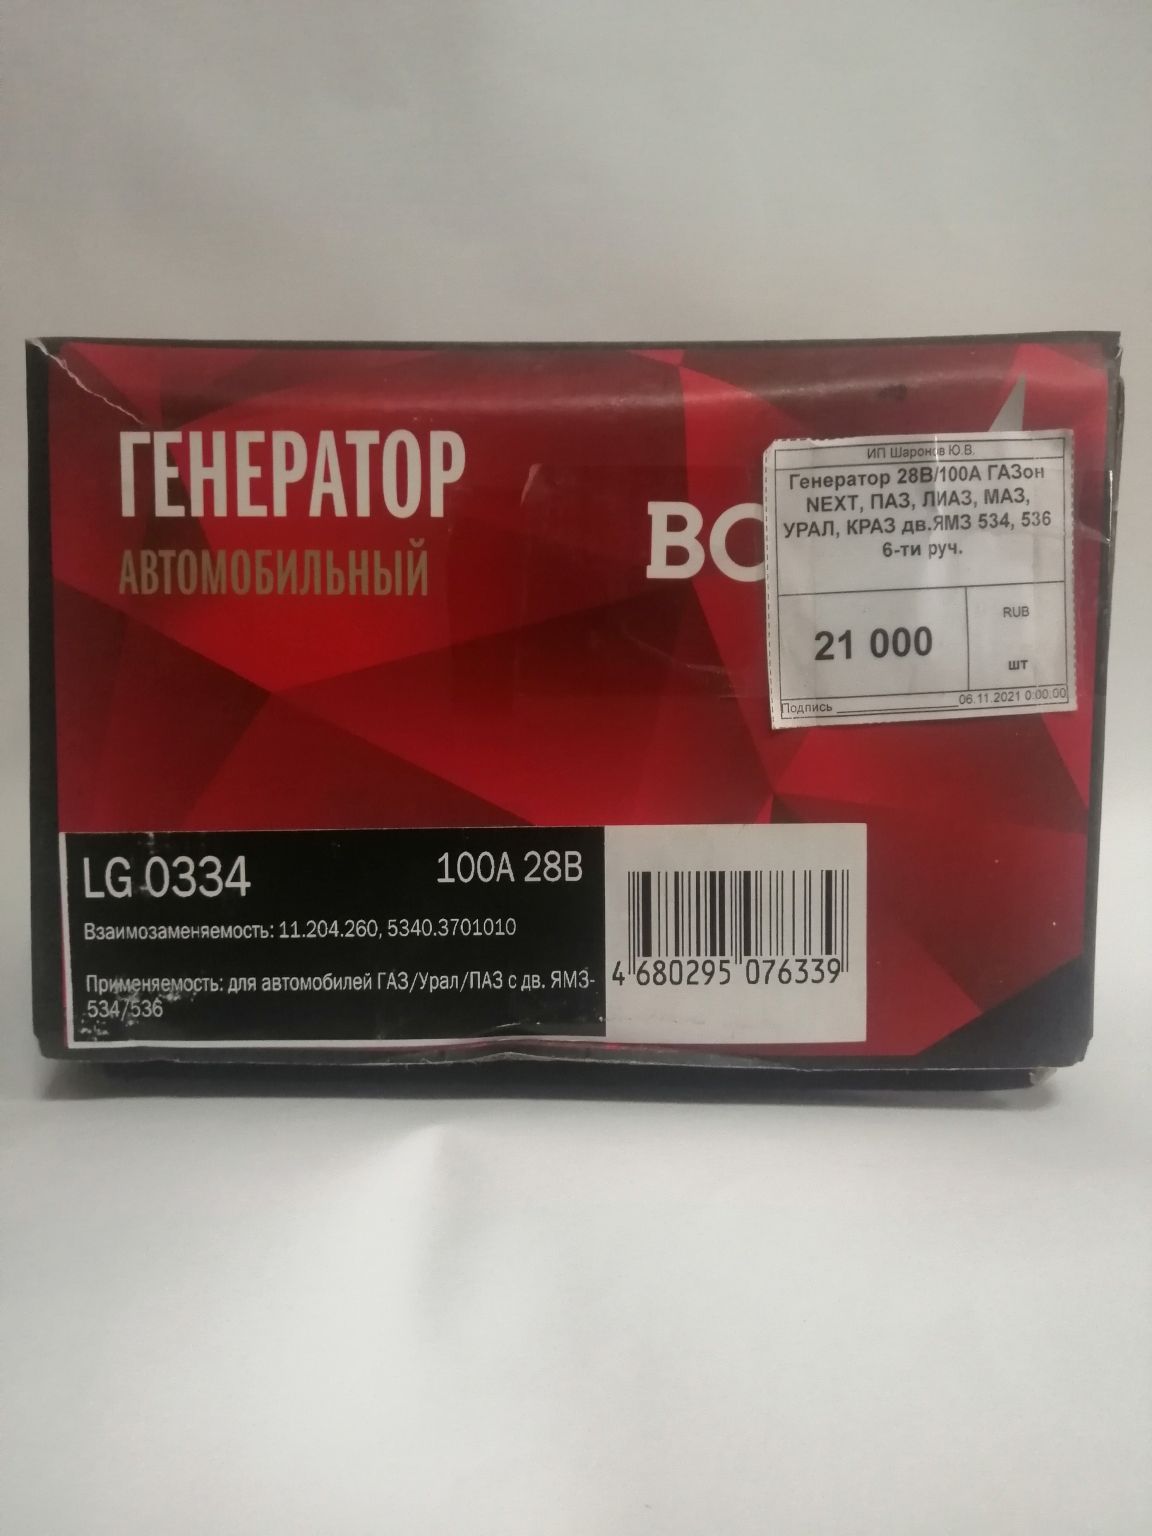 ГЕНЕРАТОР
АВТОМОБИЛЬНЫЙ
ИП Шаронов Ю.В.
Генератор 28В/100А ГАЗон
NEXT, ПАЗ, ЛИАЗ, МАЗ,
УРАЛ, КРАЗ дв.ЯМЗ 534, 536
6-ти руч.
21 000
RUB
шт
Подпись
06.11.2021 0:00:00
LG 0334
100А 28В
Взаимозаменяемость: 11.204.260, 5340.3701010
Применяемость: для автомобилей ГАЗ/Урал/ПАЗ с дв. ЯМЗ-
534/536
4 680295 076339